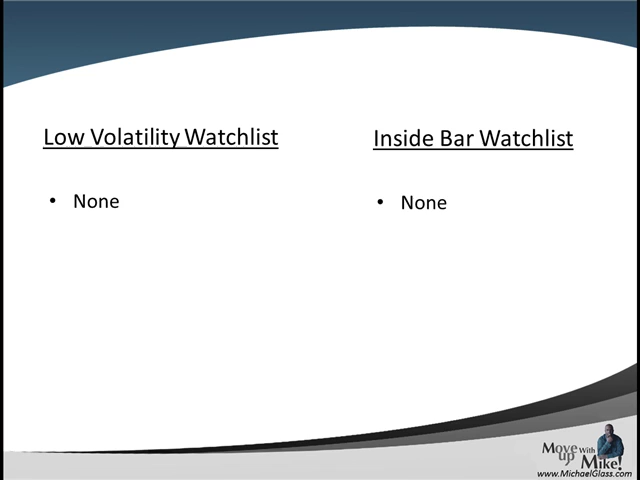 Low Volatility Watchlist
• None
Inside Bar Watchlist
• None
Move up With Mike!
www.MichaelGlass.com